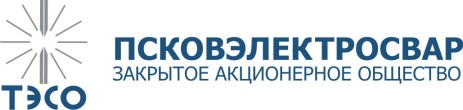 ТЭСО
ПСКОВЭЛЕКТРОСВАР
ЗАКРЫТОЕ АКЦИОНЕРНОЕ ОБЩЕСТВО